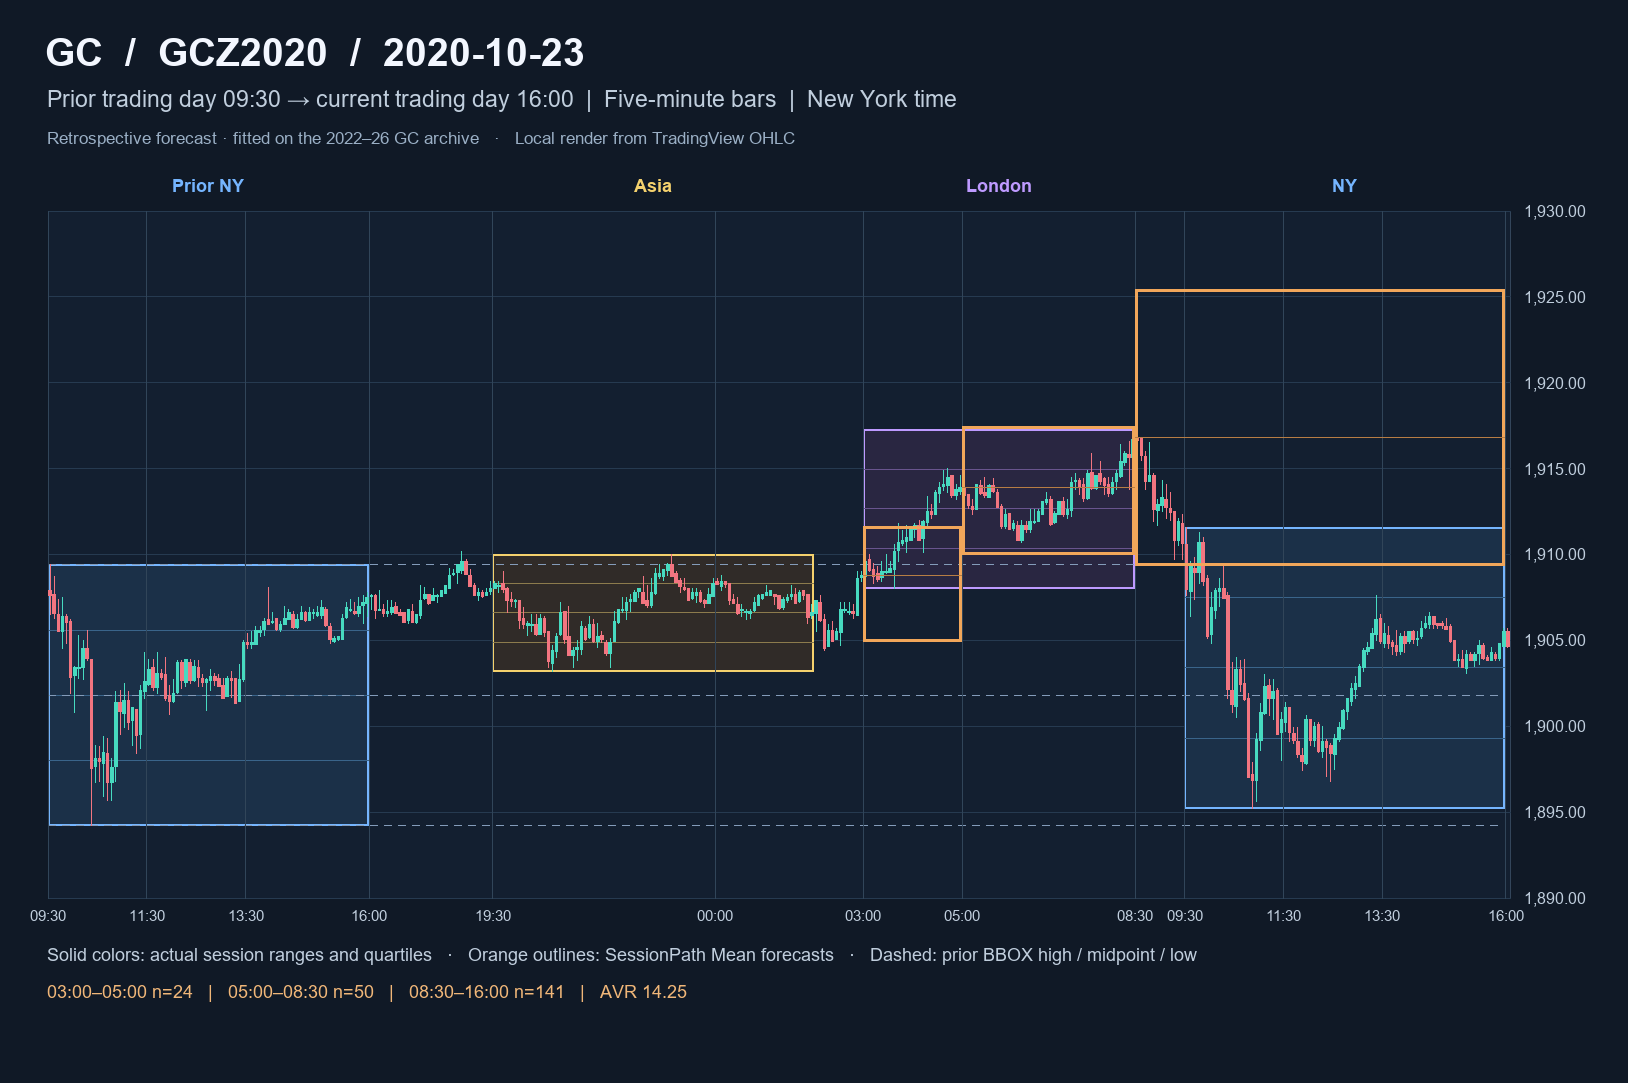 GC / GCZ2020 / 2020-10-23
Prior trading day 09:30 → current trading day 16:00 | Five-minute bars | New York time
Retrospective forecast · fitted on the 2022–26 GC archive · Local render from TradingView OHLC
Prior NY Asia London NY
1,930.00
1,925.00
1,920.00
1,915.00
1,910.00
1,905.00
1,900.00
1,895.00
1,890.00
09:30 11:30 13:30 16:00 19:30 00:00 03:00 05:00 08:30 09:30 11:30 13:30 16:00
Solid colors: actual session ranges and quartiles · Orange outlines: SessionPath Mean forecasts · Dashed: prior BBOX high / midpoint / low
03:00–05:00 n=24 | 05:00–08:30 n=50 | 08:30–16:00 n=141 | AVR 14.25